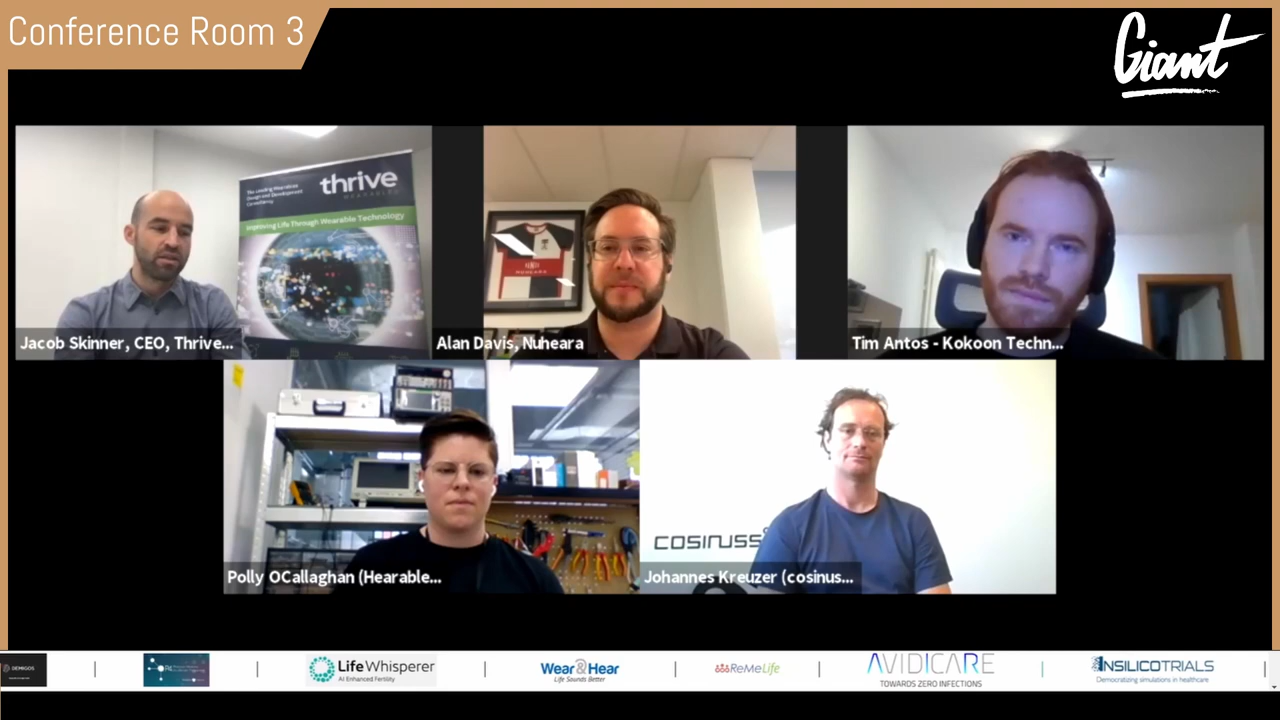 Conference Room 3
Giant
thrive
Improving Life Through Wearable Technology
Jacob Skinner, CEO, Thrive...
Alan Davis, Nuheara
Tim Antos - Kokoon Techn...
cosinuss
Polly OCallaghan (Hearable...
Johannes Kreuzer (cosinus...
DEMIGOS
LifeWhisperer
AI Enhanced Fertility
Wear & Hear
Life Sounds Better
ReMeLife
AVIDICARE
TOWARDS ZERO INFECTIONS
INSILICOTRIALS
Democratizing simulations in healthcare